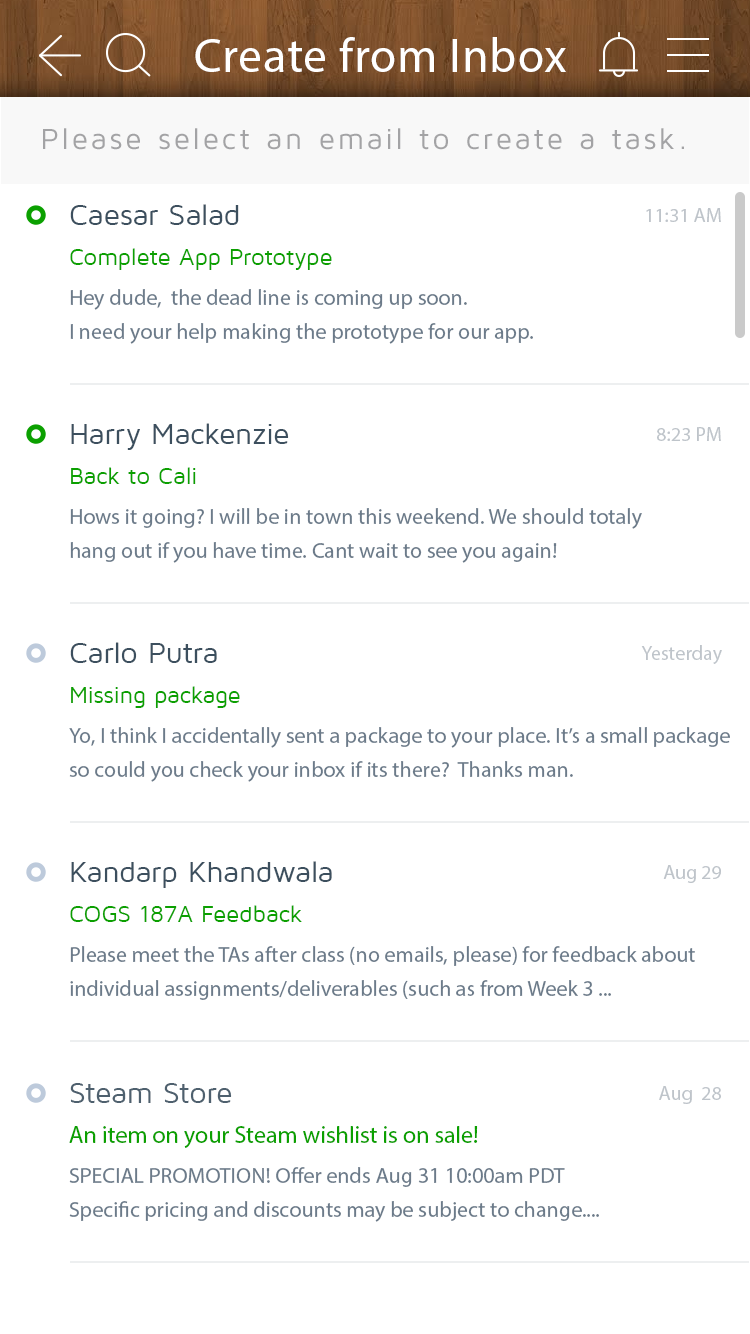 Create from Inbox
Please select an email to create a task.
Caesar Salad 11:31 AM
Complete App Prototype
Hey dude, the dead line is coming up soon.
I need your help making the prototype for our app.
Harry Mackenzie 8:23 PM
Back to Cali
Hows it going? I will be in town this weekend. We should totaly
hang out if you have time. Cant wait to see you again!
Carlo Putra Yesterday
Missing package
Yo, I think I accidentally sent a package to your place. It’s a small package
so could you check your inbox if its there? Thanks man.
Kandarp Khandwala Aug 29
COGS 187A Feedback
Please meet the TAs after class (no emails, please) for feedback about
individual assignments/deliverables (such as from Week 3 ...
Steam Store Aug 28
An item on your Steam wishlist is on sale!
SPECIAL PROMOTION! Offer ends Aug 31 10:00am PDT
Specific pricing and discounts may be subject to change....